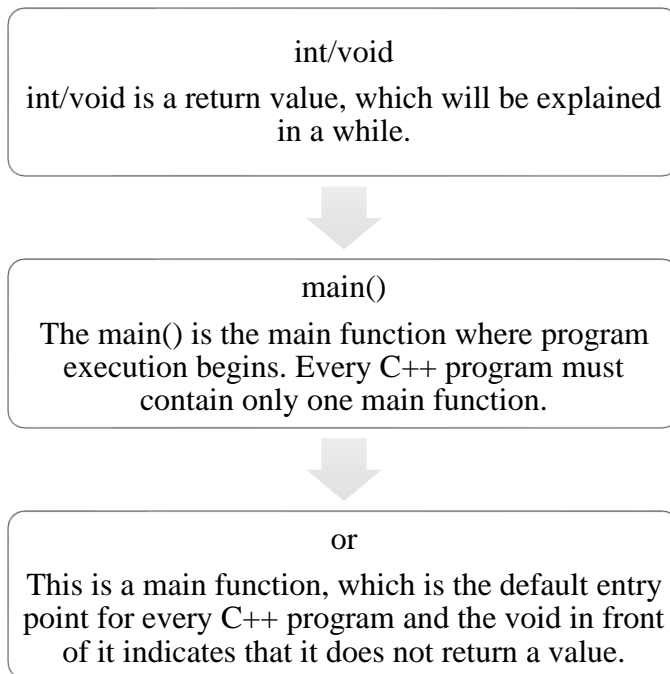 int/void
int/void is a return value, which will be explained
in a while.
main()
The main() is the main function where program
execution begins. Every C++ program must
contain only one main function.
or
This is a main function, which is the default entry
point for every C++ program and the void in front
of it indicates that it does not return a value.